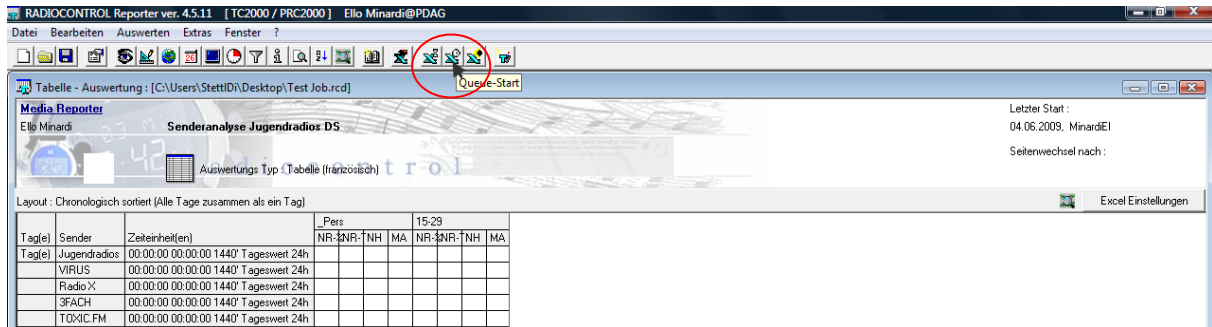 RADIOCONTROL Reporter ver. 4.5.11 [ TC2000 / PRC2000 ] Ello Minardi@PDAG
Datei Bearbeiten Auswerten Extras Fenster ?
Queue-Start
Tabelle - Auswertung : [C:\Users\StettlDi\Desktop\Test Job.rcd]
Media Reporter
Letzter Start :
Ello Minardi
Senderanalyse Jugendradios DS
04.06.2009, MinardiEl
Seitenwechsel nach :
Auswertungs Typ : Tabelle (französisch)
Layout : Chronologisch sortiert (Alle Tage zusammen als ein Tag)
Excel Einstellungen
_Pers 15-29
Tag(e) Sender Zeiteinheit(en) NR-% NR-T NH MA NR-% NR-T NH MA
Tag(e) Jugendradios 00:00:00 00:00:00 1440' Tageswert 24h
VIRUS 00:00:00 00:00:00 1440' Tageswert 24h
Radio X 00:00:00 00:00:00 1440' Tageswert 24h
3FACH 00:00:00 00:00:00 1440' Tageswert 24h
TOXIC.FM 00:00:00 00:00:00 1440' Tageswert 24h